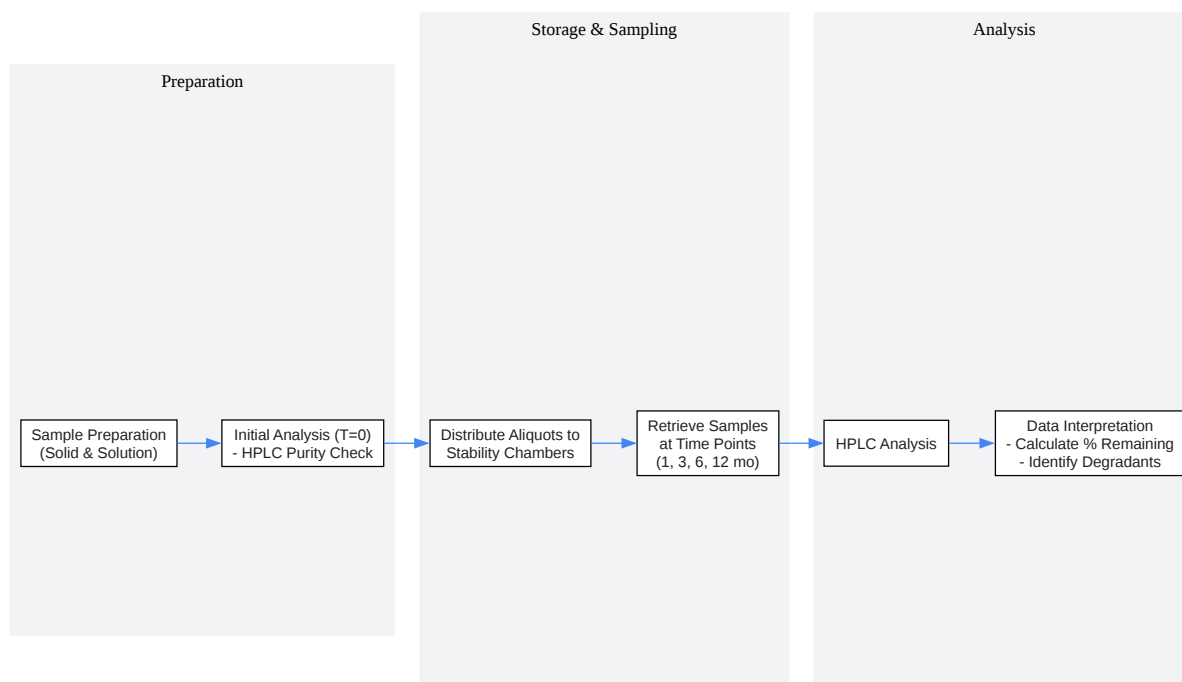 Preparation
Sample Preparation
(Solid & Solution)
Initial Analysis (T=0)
- HPLC Purity Check
Storage & Sampling
Distribute Aliquots to
Stability Chambers
Retrieve Samples
at Time Points
(1, 3, 6, 12 mo)
Analysis
HPLC Analysis
Data Interpretation
- Calculate % Remaining
- Identify Degradants